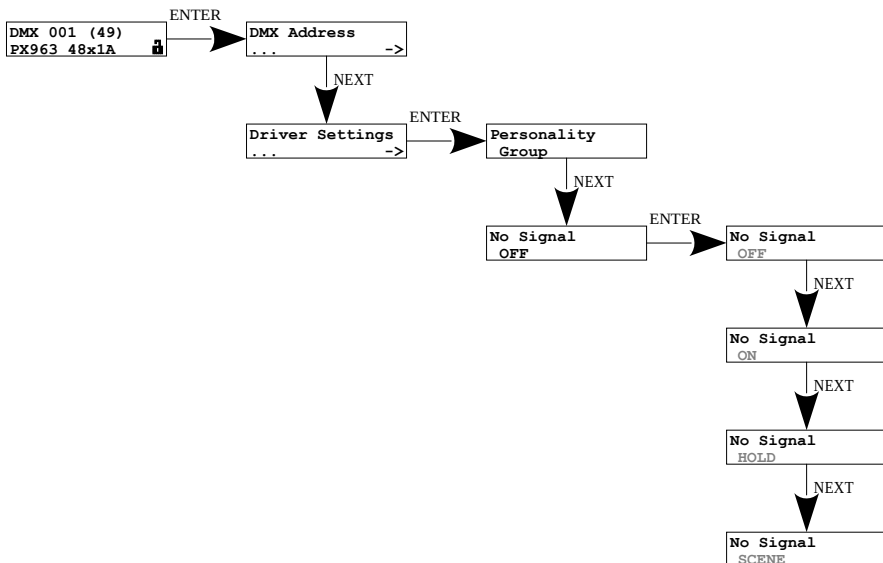 ENTER
DMX 001 (49)
PX963 48x1A
DMX Address
... ->
NEXT
ENTER
Driver Settings
... ->
Personality
Group
NEXT
ENTER
No Signal
OFF
No Signal
OFF
NEXT
No Signal
ON
NEXT
No Signal
HOLD
NEXT
No Signal
SCENE